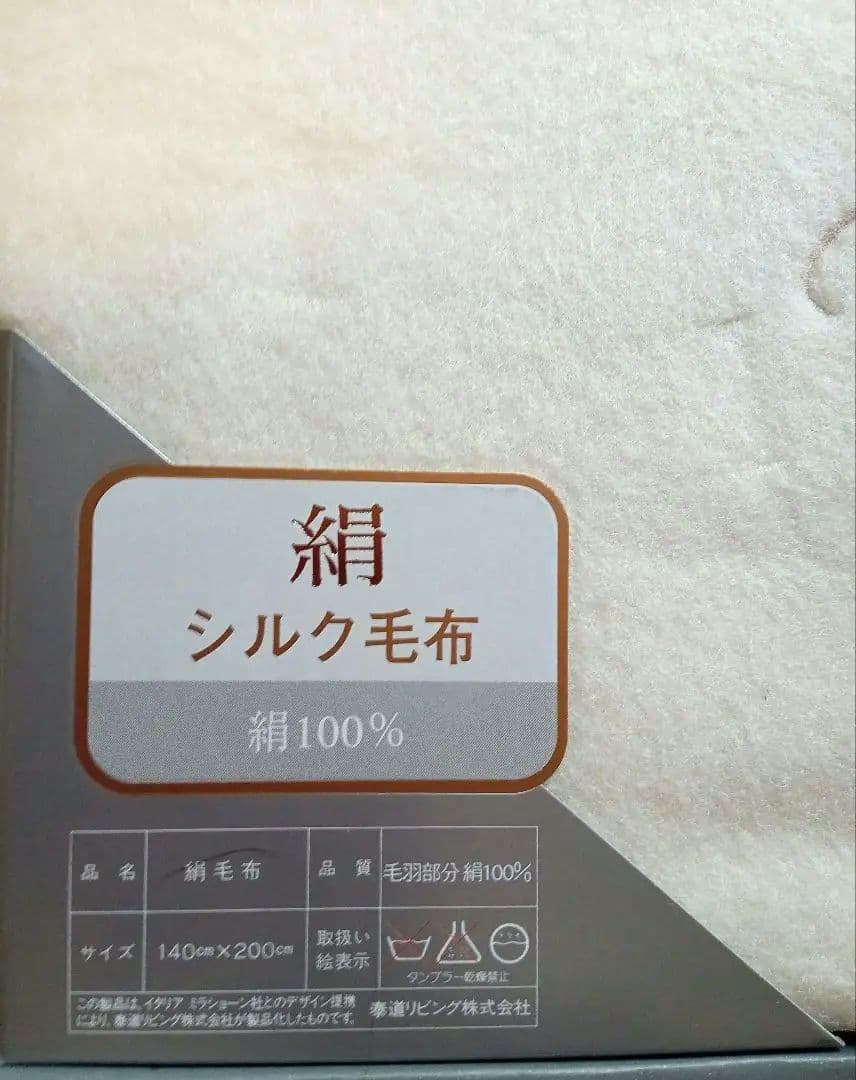 絹
シルク毛布
絹100%
品名 絹毛布 品質 毛羽部分 絹100%
サイズ 140cm×200cm 取扱い絵表示
タンブラー乾燥禁止
この製品は、イタリア ミラショーン社とのデザイン提携
により、泰道リビング株式会社が製品化したものです。
泰道リビング株式会社